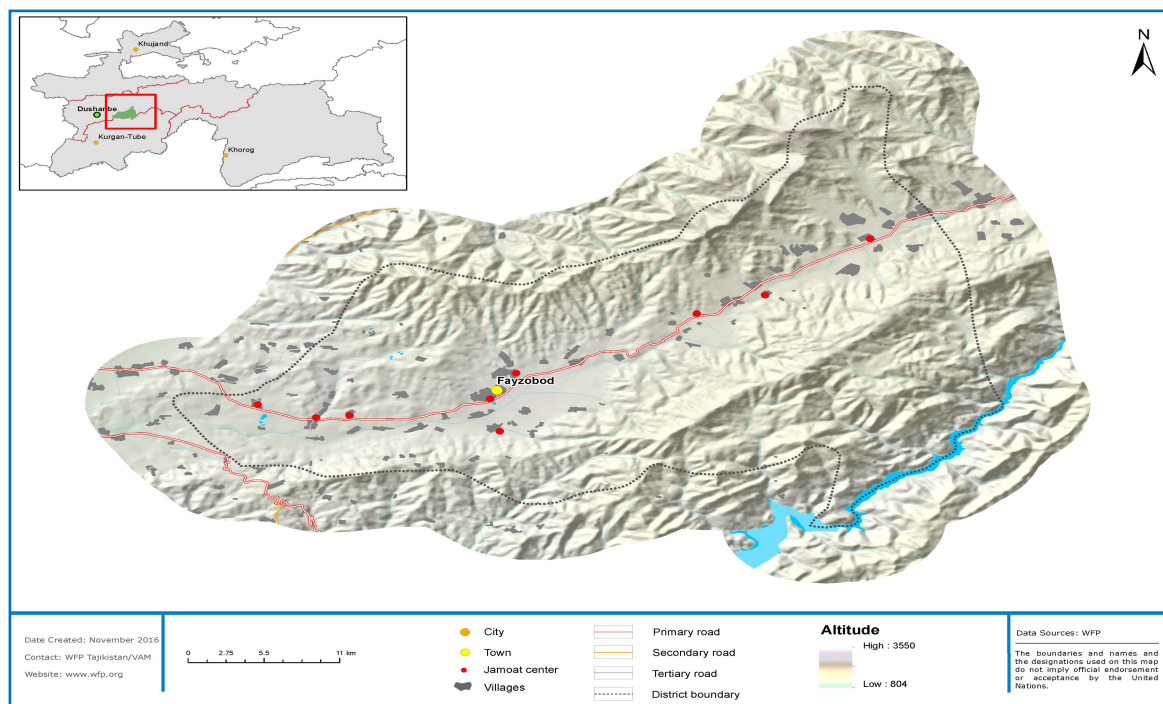 Khujand
Dushanbe
Kurgan-Tube
Khorog
N
Fayzobod
Date Created: November 2016
Contact: WFP Tajikistan/VAM
Website: www.wfp.org
0 2.75 5.5 11 km
City
Town
Jamoat center
Villages
Primary road
Secondary road
Tertiary road
District boundary
Altitude
High : 3550
Low : 804
Data Sources: WFP
The boundaries and names and
the designations used on this map
do not imply official endorsement
or acceptance by the United
Nations.